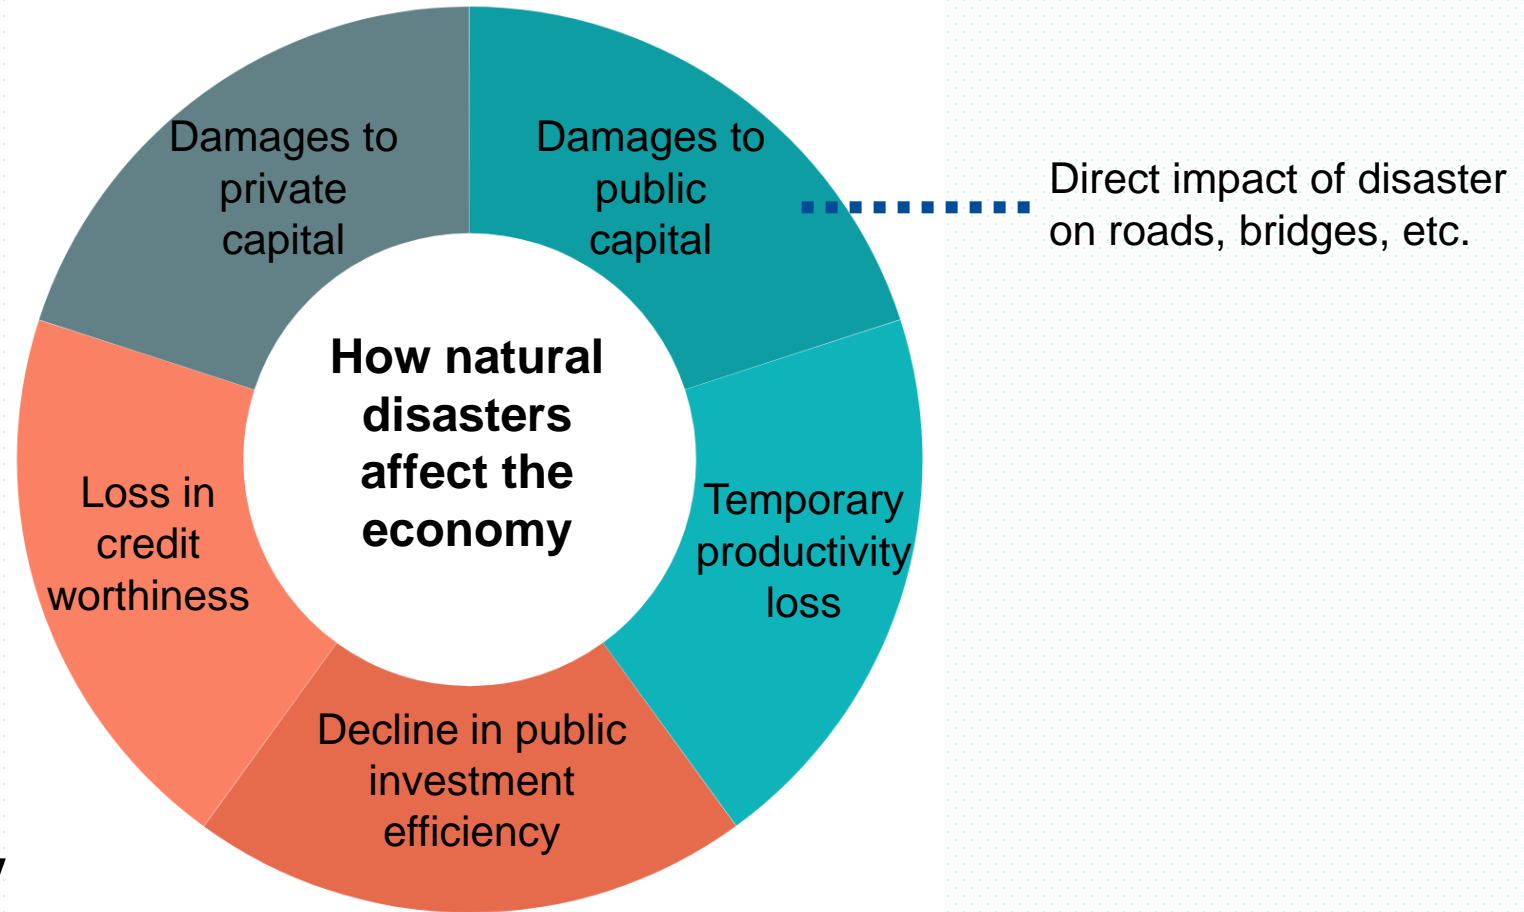 Damages to
private
capital
Damages to
public
capital
Direct impact of disaster
on roads, bridges, etc.
How natural
disasters
affect the
economy
Loss in
credit
worthiness
Temporary
productivity
loss
Decline in public
investment
efficiency